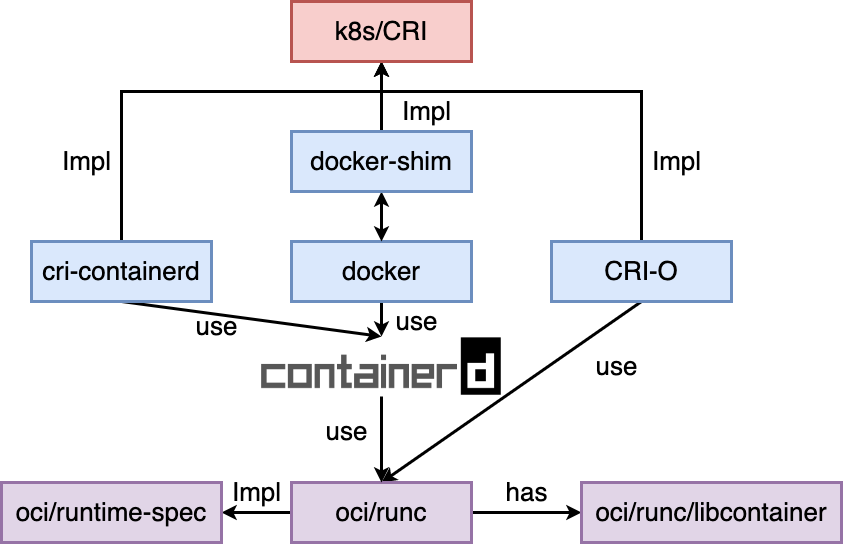 k8s/CRI
Impl
docker-shim
Impl
Impl
cri-containerd
docker
CRI-O
use
use
containerd
use
use
oci/runtime-spec
Impl
oci/runc
has
oci/runc/libcontainer